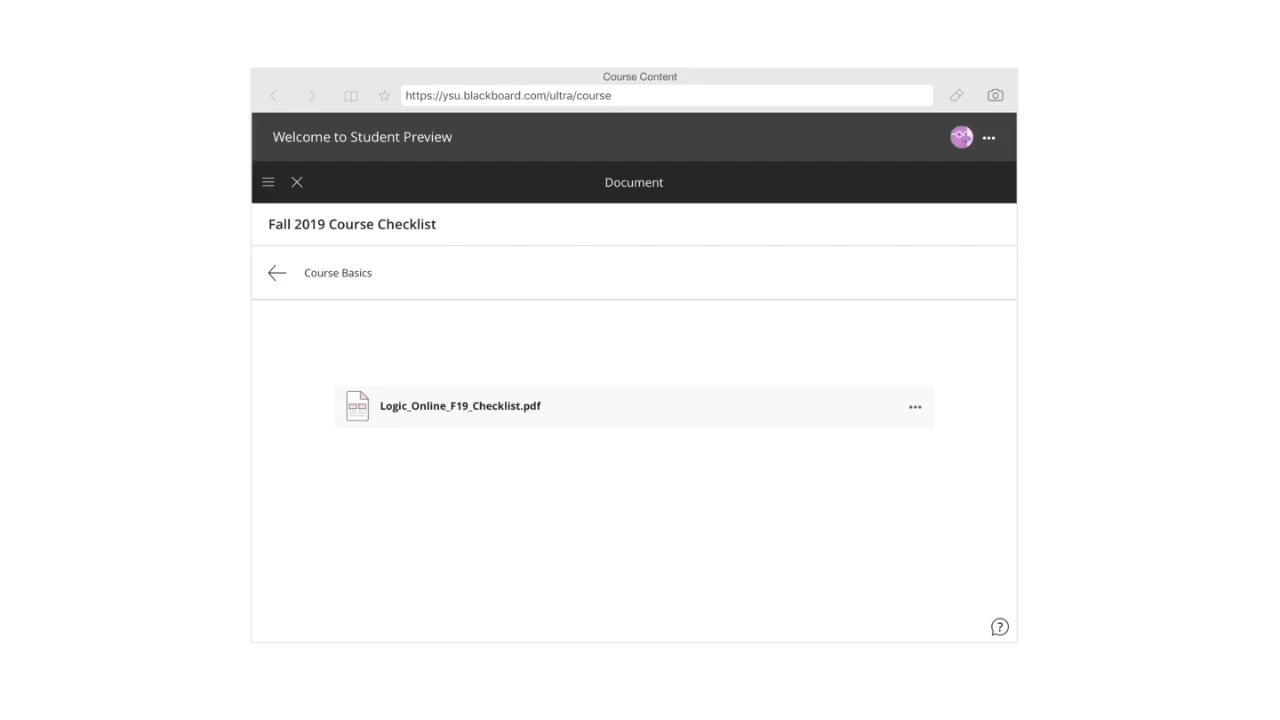 Course Content
https://ysu.blackboard.com/ultra/course
Welcome to Student Preview
Document
Fall 2019 Course Checklist
Course Basics
Logic_Online_F19_Checklist.pdf
?